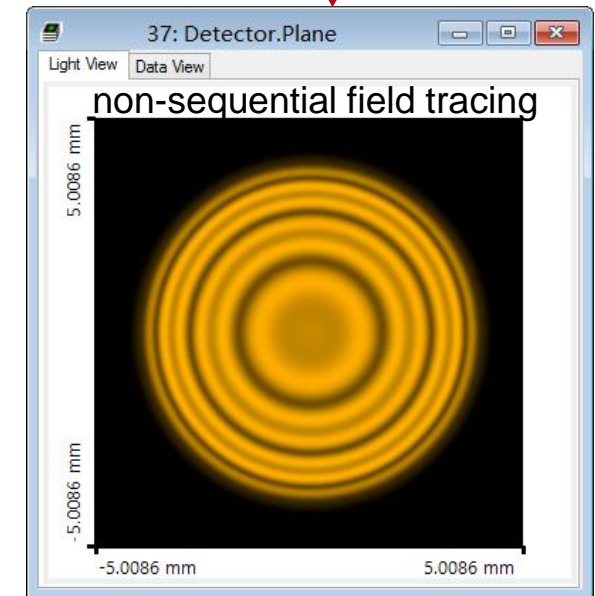 37: Detector.Plane
Light View Data View
non-sequential field tracing
5.0086 mm
-5.0086 mm
-5.0086 mm 5.0086 mm